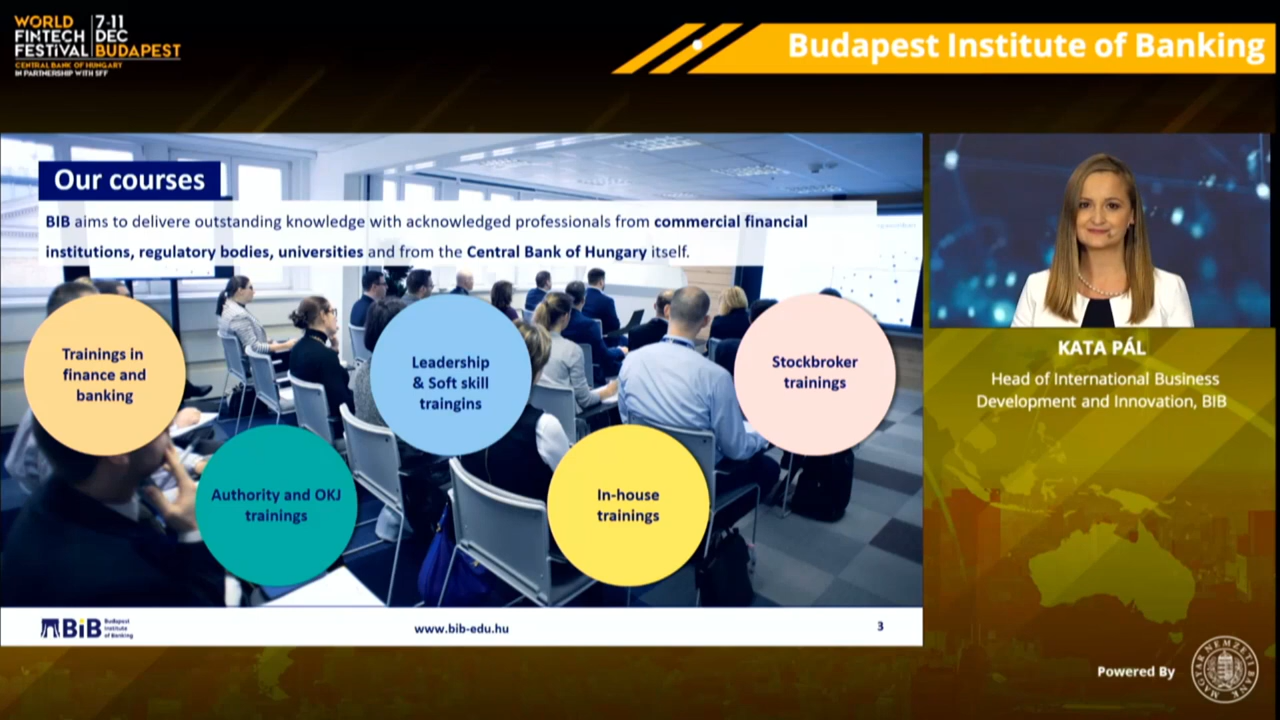 WORLD
FINTECH
FESTIVAL
7-11
DEC
BUDAPEST
CENTRAL BANK OF HUNGARY
IN PARTNERSHIP WITH SFF
Budapest Institute of Banking
Our courses
BIB aims to delivere outstanding knowledge with acknowledged professionals from commercial financial
institutions, regulatory bodies, universities and from the Central Bank of Hungary itself.
Trainings in
finance and
banking
Leadership
& Soft skill
traingins
Stockbroker
trainings
Authority and OKJ
trainings
In-house
trainings
KATA PÁL
Head of International Business
Development and Innovation, BIB
BiB
Budapest
Institute
of Banking
www.bib-edu.hu
3
Powered By
MAGYAR NEMZETI BANK